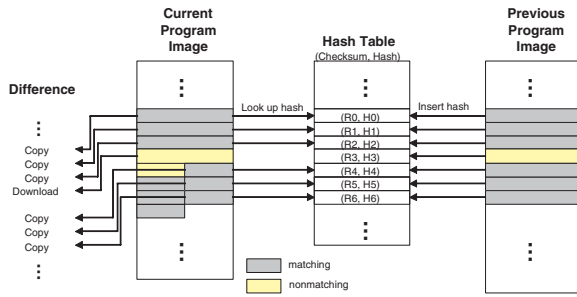 Current
Program
Image
Previous
Program
Image
Hash Table
(Checksum, Hash)
Difference
Look up hash
Insert hash
(R0, H0)
(R1, H1)
(R2, H2)
(R3, H3)
(R4, H4)
(R5, H5)
(R6, H6)
Copy
Copy
Copy
Download
Copy
Copy
Copy
matching
nonmatching